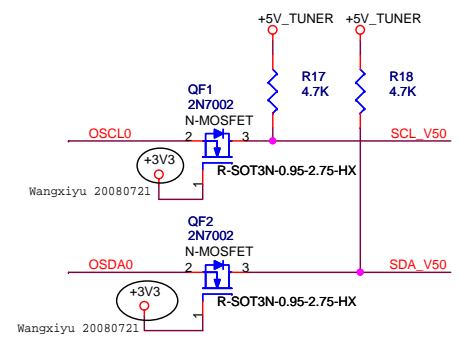 +5V_TUNER +5V_TUNER
R17
4.7K
R18
4.7K
QF1
2N7002
N-MOSFET
OSCL0
2
3
SCL_V50
+3V3
R-SOT3N-0.95-2.75-HX
1
Wangxiyu 20080721
QF2
2N7002
N-MOSFET
OSDA0
2
3
SDA_V50
+3V3
R-SOT3N-0.95-2.75-HX
1
Wangxiyu 20080721